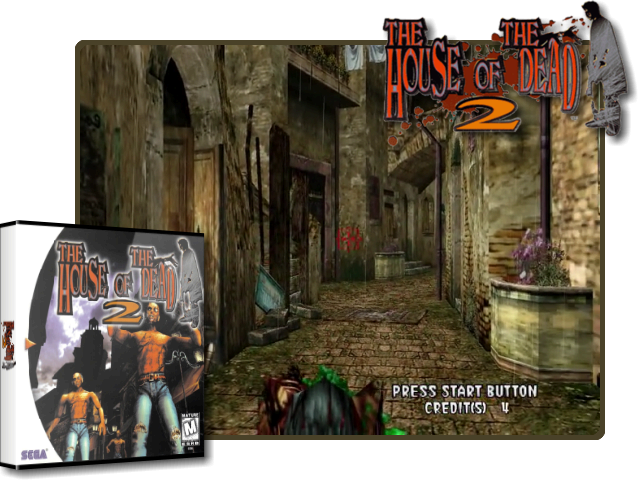 THE THE
HOUSE OF DEAD
2
THE THE
HOUSE OF DEAD
2
PRESS START BUTTON
CREDIT(S) 4
MATURE
M
SEGA